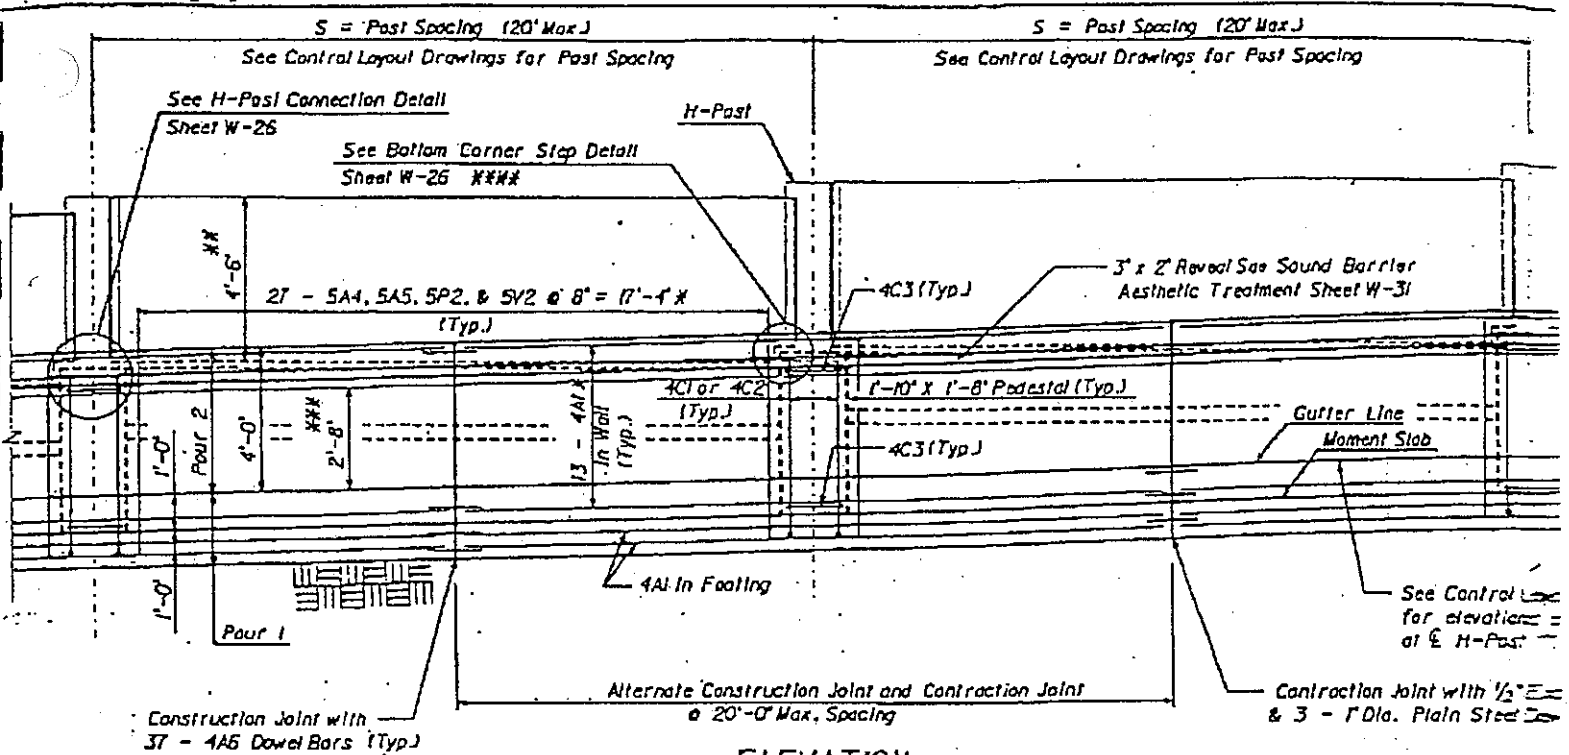 S = Post Spacing (20' Max.)
S = Post Spacing (20' Max.)
See Control Layout Drawings for Post Spacing
See Control Layout Drawings for Post Spacing
See H-Post Connection Detail
Sheet W-26
H-Post
See Bottom Corner Step Detail
Sheet W-26 ****
**
4'-6"
3" x 2" Reveal See Sound Barrier
Aesthetic Treatment Sheet W-31
4C3 (Typ.)
27 - 5A4, 5A5, 5P2, & 5V2 @ 8" = 17'-4" *
(Typ.)
4C1 or 4C2
(Typ.)
1'-10" X 1'-8" Pedestal (Typ.)
Pour 2
4'-0"
***
2'-8"
13 - 4A1 *
In Wall
(Typ.)
Gutter Line
Moment Slab
1'-0"
4C3 (Typ.)
1'-0"
4A1 In Footing
Pour 1
See Control
for elevations
at ℄ H-Post
Alternate Construction Joint and Contraction Joint
@ 20'-0" Max. Spacing
Construction Joint with
37 - 4A6 Dowel Bars (Typ.)
Contraction Joint with 1/2"
& 3 - 1" Dia. Plain Steel
ELEVATION